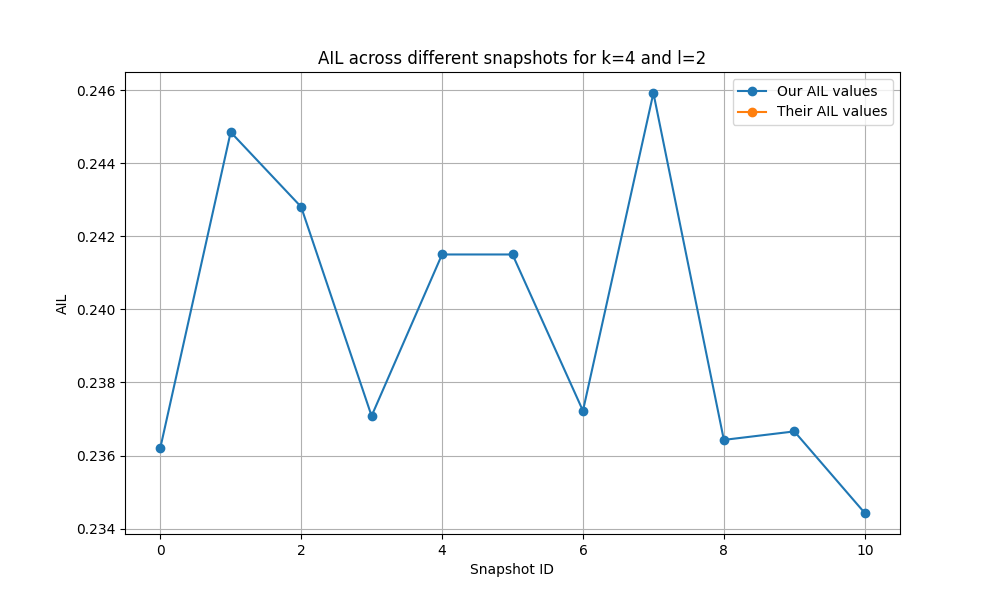 AIL across different snapshots for k=4 and l=2
Our AIL values
Their AIL values
0.246
0.244
0.242
0.240
0.238
0.236
0.234
AIL
0 2 4 6 8 10
Snapshot ID